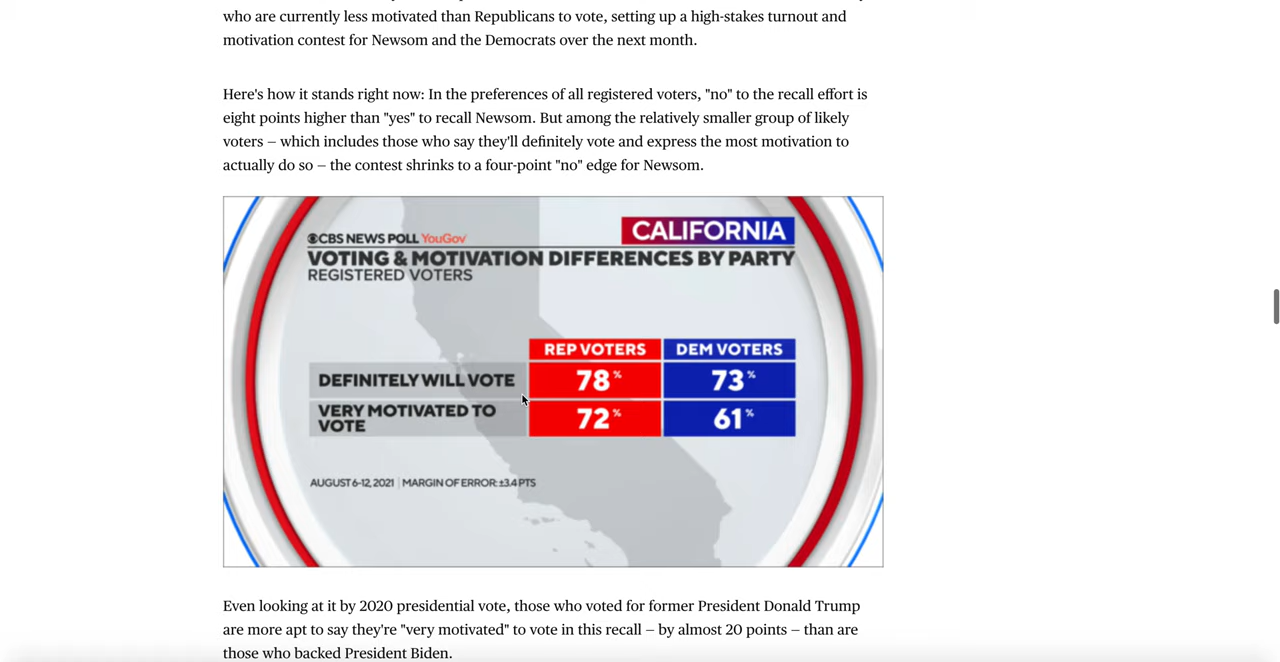 who are currently less motivated than Republicans to vote, setting up a high-stakes turnout and
motivation contest for Newsom and the Democrats over the next month.
Here's how it stands right now: In the preferences of all registered voters, "no" to the recall effort is
eight points higher than "yes" to recall Newsom. But among the relatively smaller group of likely
voters – which includes those who say they'll definitely vote and express the most motivation to
actually do so – the contest shrinks to a four-point "no" edge for Newsom.
CALIFORNIA
CBS NEWS POLL YouGov
VOTING & MOTIVATION DIFFERENCES BY PARTY
REGISTERED VOTERS
REP VOTERS DEM VOTERS
DEFINITELY WILL VOTE 78% 73%
VERY MOTIVATED TO
VOTE 72% 61%
AUGUST 6-12, 2021 | MARGIN OF ERROR: ±3.4 PTS
Even looking at it by 2020 presidential vote, those who voted for former President Donald Trump
are more apt to say they're "very motivated" to vote in this recall – by almost 20 points – than are
those who backed President Biden.